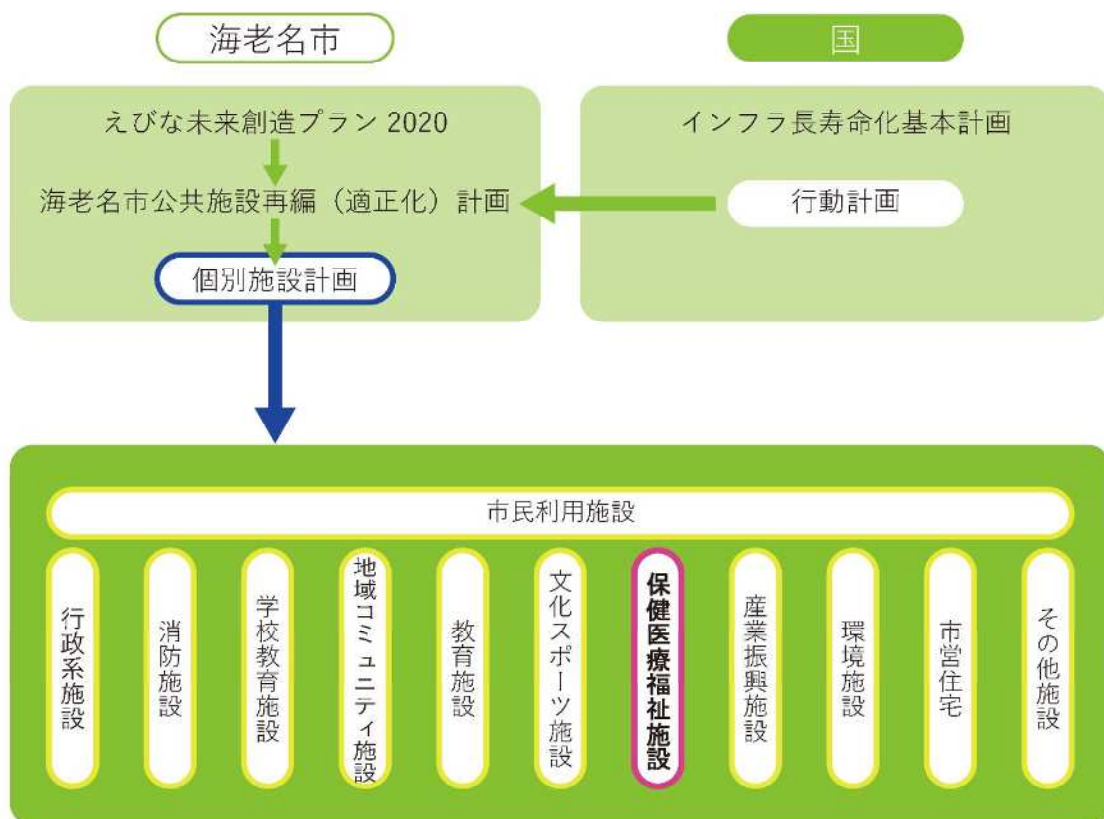 海老名市
国
えびな未来創造プラン 2020
インフラ長寿命化基本計画
海老名市公共施設再編（適正化）計画
行動計画
個別施設計画
市民利用施設
行政系施設
消防施設
学校教育施設
地域コミュニティ施設
教育施設
文化スポーツ施設
保健医療福祉施設
産業振興施設
環境施設
市営住宅
その他施設